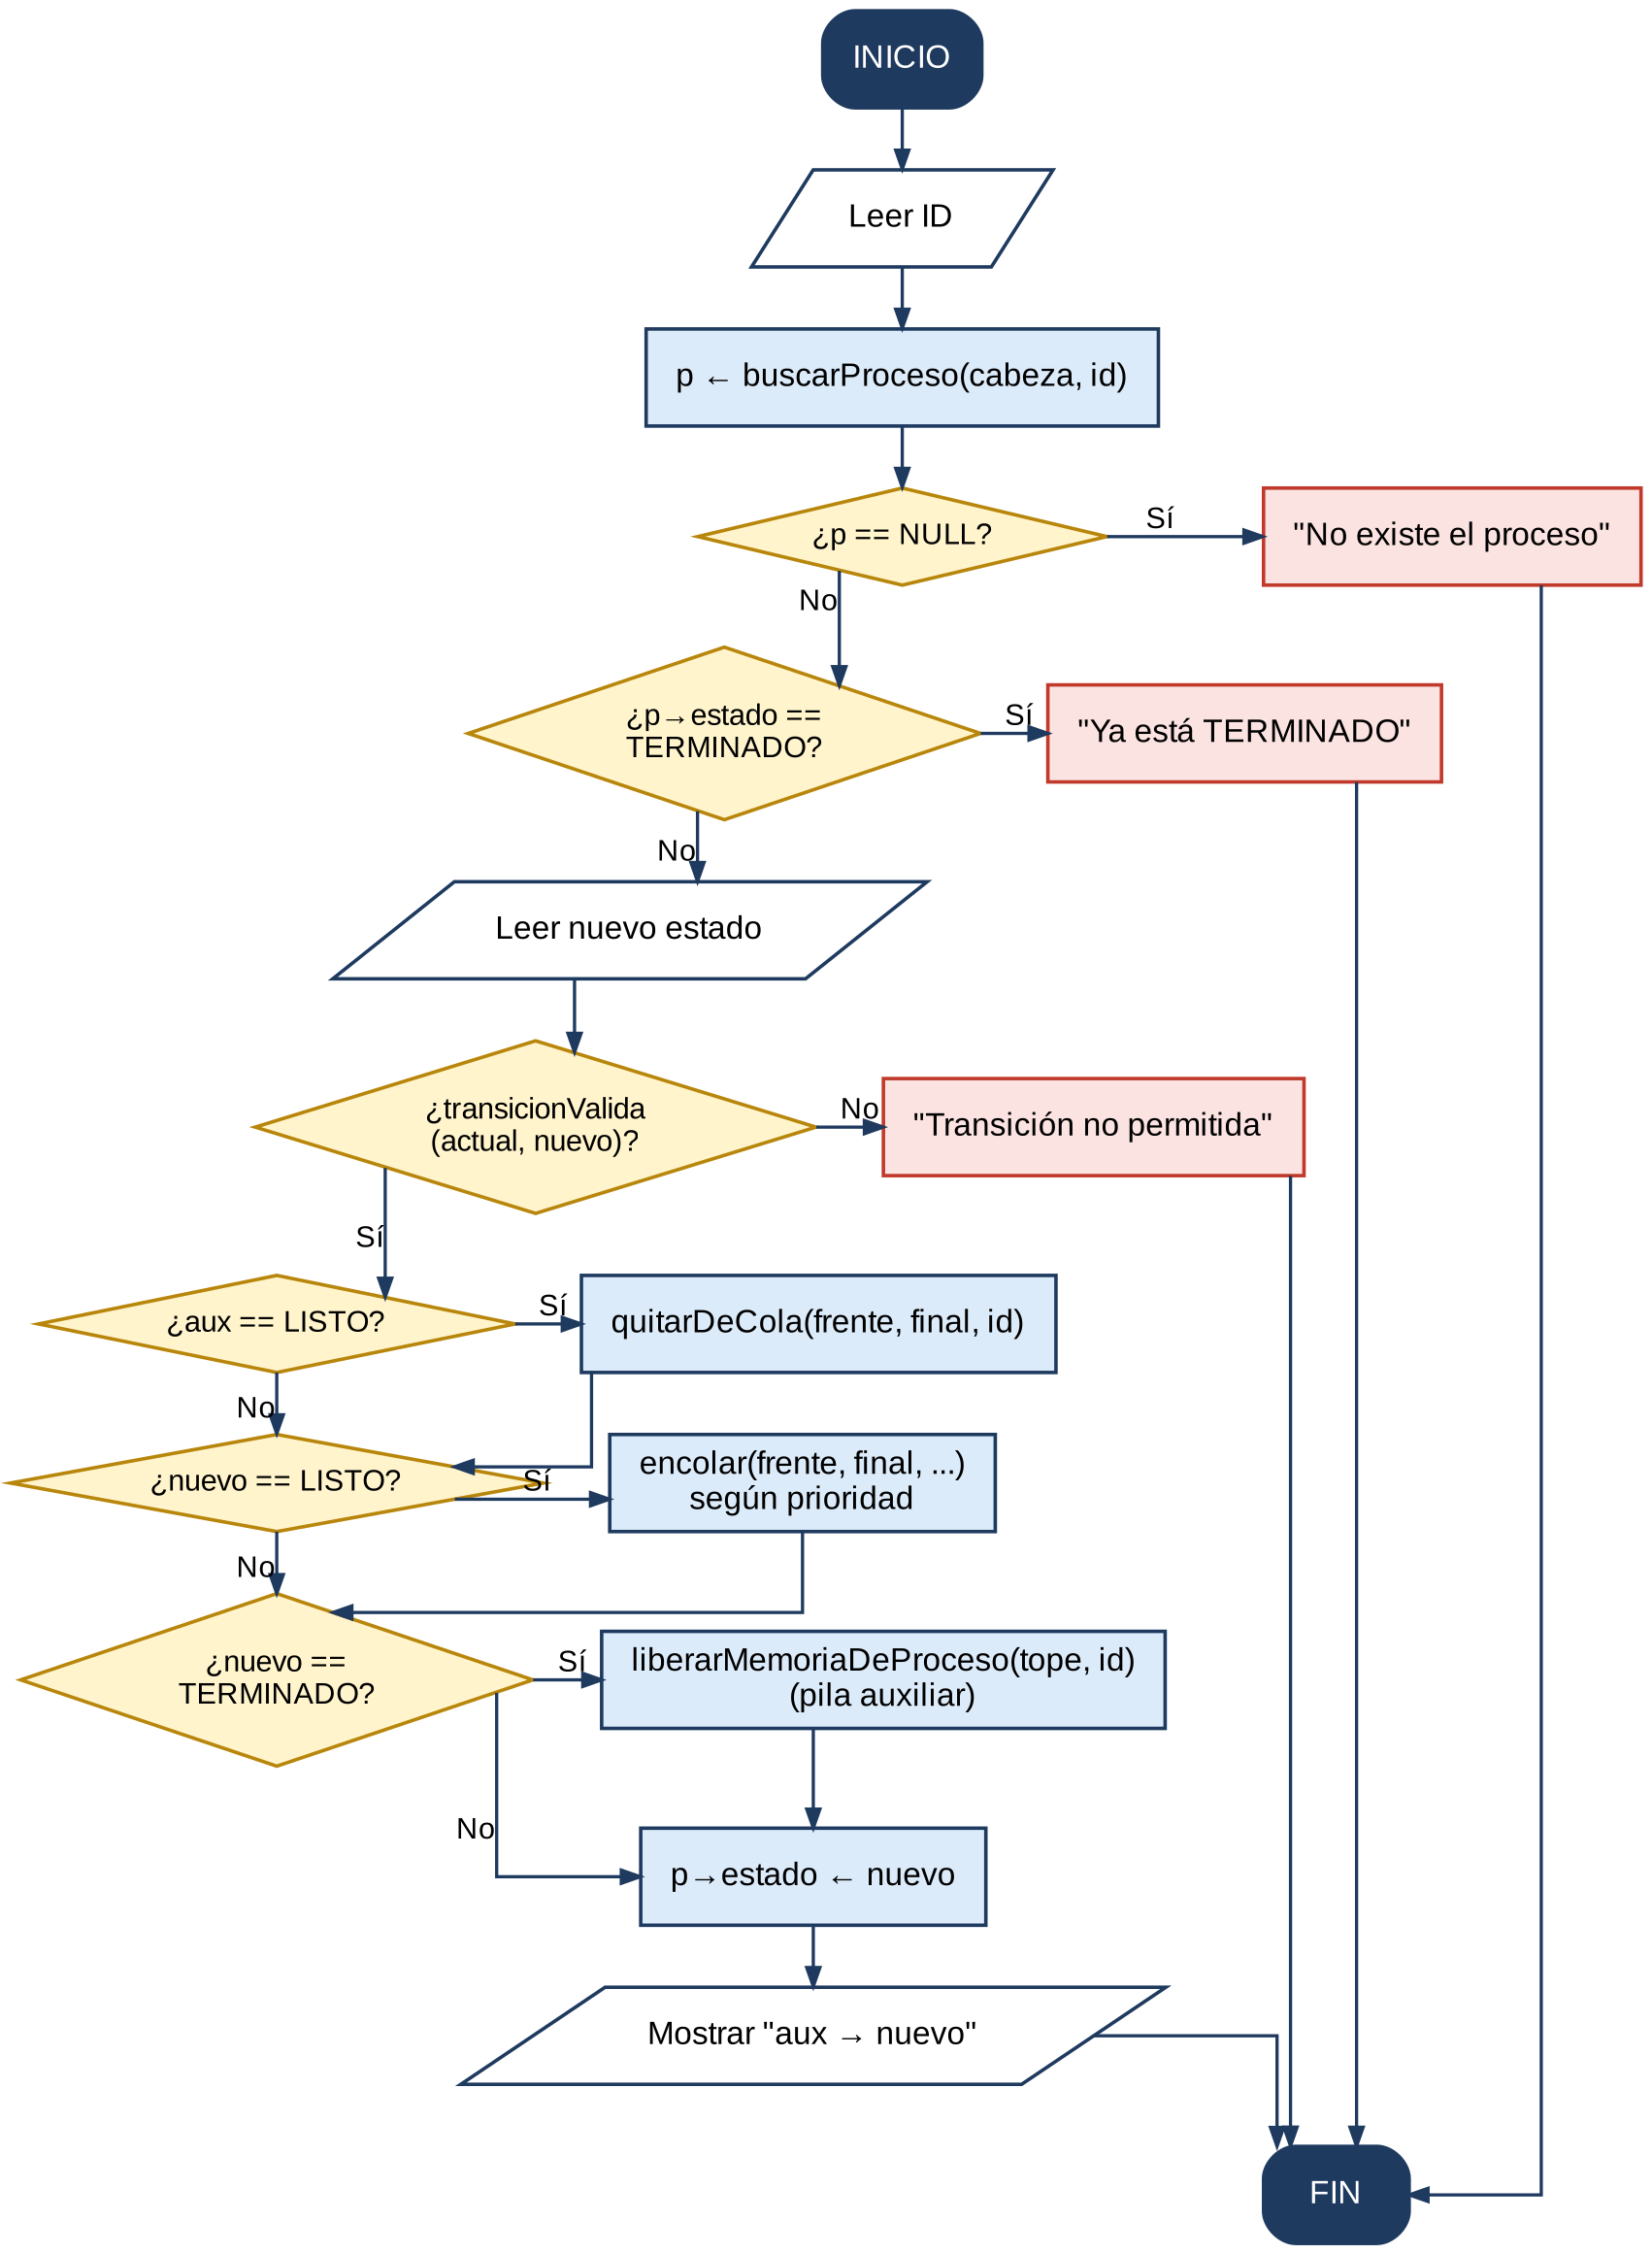 INICIO
Leer ID
p ← buscarProceso(cabeza, id)
¿p == NULL?
Sí
"No existe el proceso"
No
¿p→estado ==
TERMINADO?
Sí
"Ya está TERMINADO"
No
Leer nuevo estado
¿transicionValida
(actual, nuevo)?
No
"Transición no permitida"
Sí
¿aux == LISTO?
Sí
quitarDeCola(frente, final, id)
No
¿nuevo == LISTO?
Sí
encolar(frente, final, ...)
según prioridad
No
¿nuevo ==
TERMINADO?
Sí
liberarMemoriaDeProceso(tope, id)
(pila auxiliar)
No
p→estado ← nuevo
Mostrar "aux → nuevo"
FIN